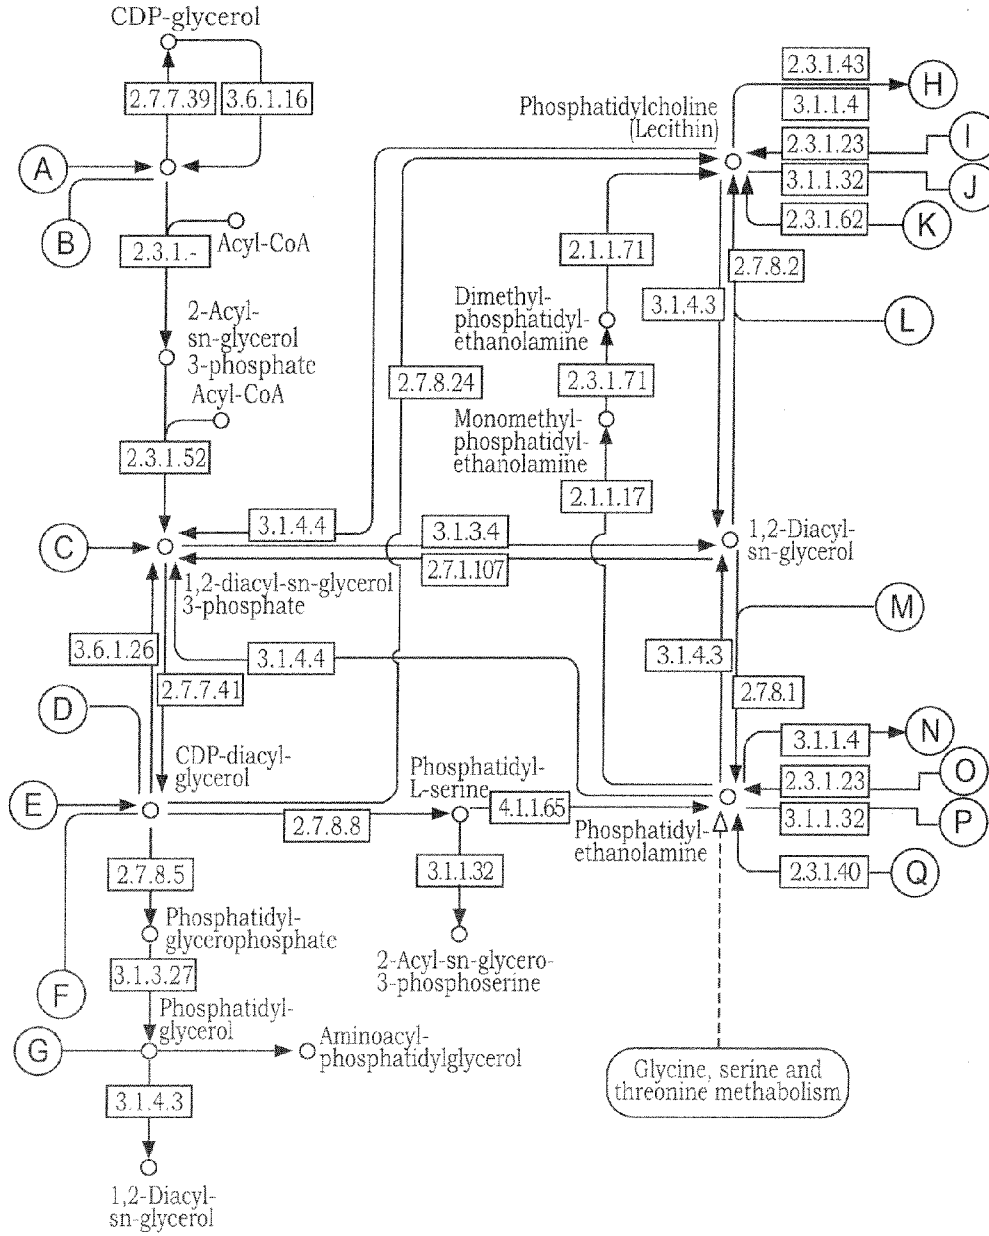 CDP-glycerol
2.7.7.39
3.6.1.16
A
B
2.3.1.-
Acyl-CoA
2-Acyl-
sn-glycerol
3-phosphate
Acyl-CoA
2.3.1.52
C
3.1.4.4
3.1.3.4
2.7.1.107
1,2-diacyl-sn-glycerol
3-phosphate
3.6.1.26
2.7.7.41
3.1.4.4
D
CDP-diacyl-
glycerol
E
F
2.7.8.8
Phosphatidyl-
L-serine
4.1.1.65
3.1.1.32
2-Acyl-sn-glycero-
3-phosphoserine
2.7.8.5
Phosphatidyl-
glycerophosphate
3.1.3.27
Phosphatidyl-
glycerol
G
Aminoacyl-
phosphatidylglycerol
3.1.4.3
1,2-Diacyl-
sn-glycerol
Phosphatidylcholine
(Lecithin)
2.3.1.43
H
3.1.1.4
2.3.1.23
I
3.1.1.32
J
2.3.1.62
K
2.1.1.71
2.7.8.2
3.1.4.3
L
Dimethyl-
phosphatidyl-
ethanolamine
2.7.8.24
2.3.1.71
Monomethyl-
phosphatidyl-
ethanolamine
2.1.1.17
1,2-Diacyl-
sn-glycerol
M
3.1.4.3
2.7.8.1
3.1.1.4
N
2.3.1.23
O
3.1.1.32
P
2.3.1.40
Q
Phosphatidyl-
ethanolamine
Glycine, serine and
threonine methabolism